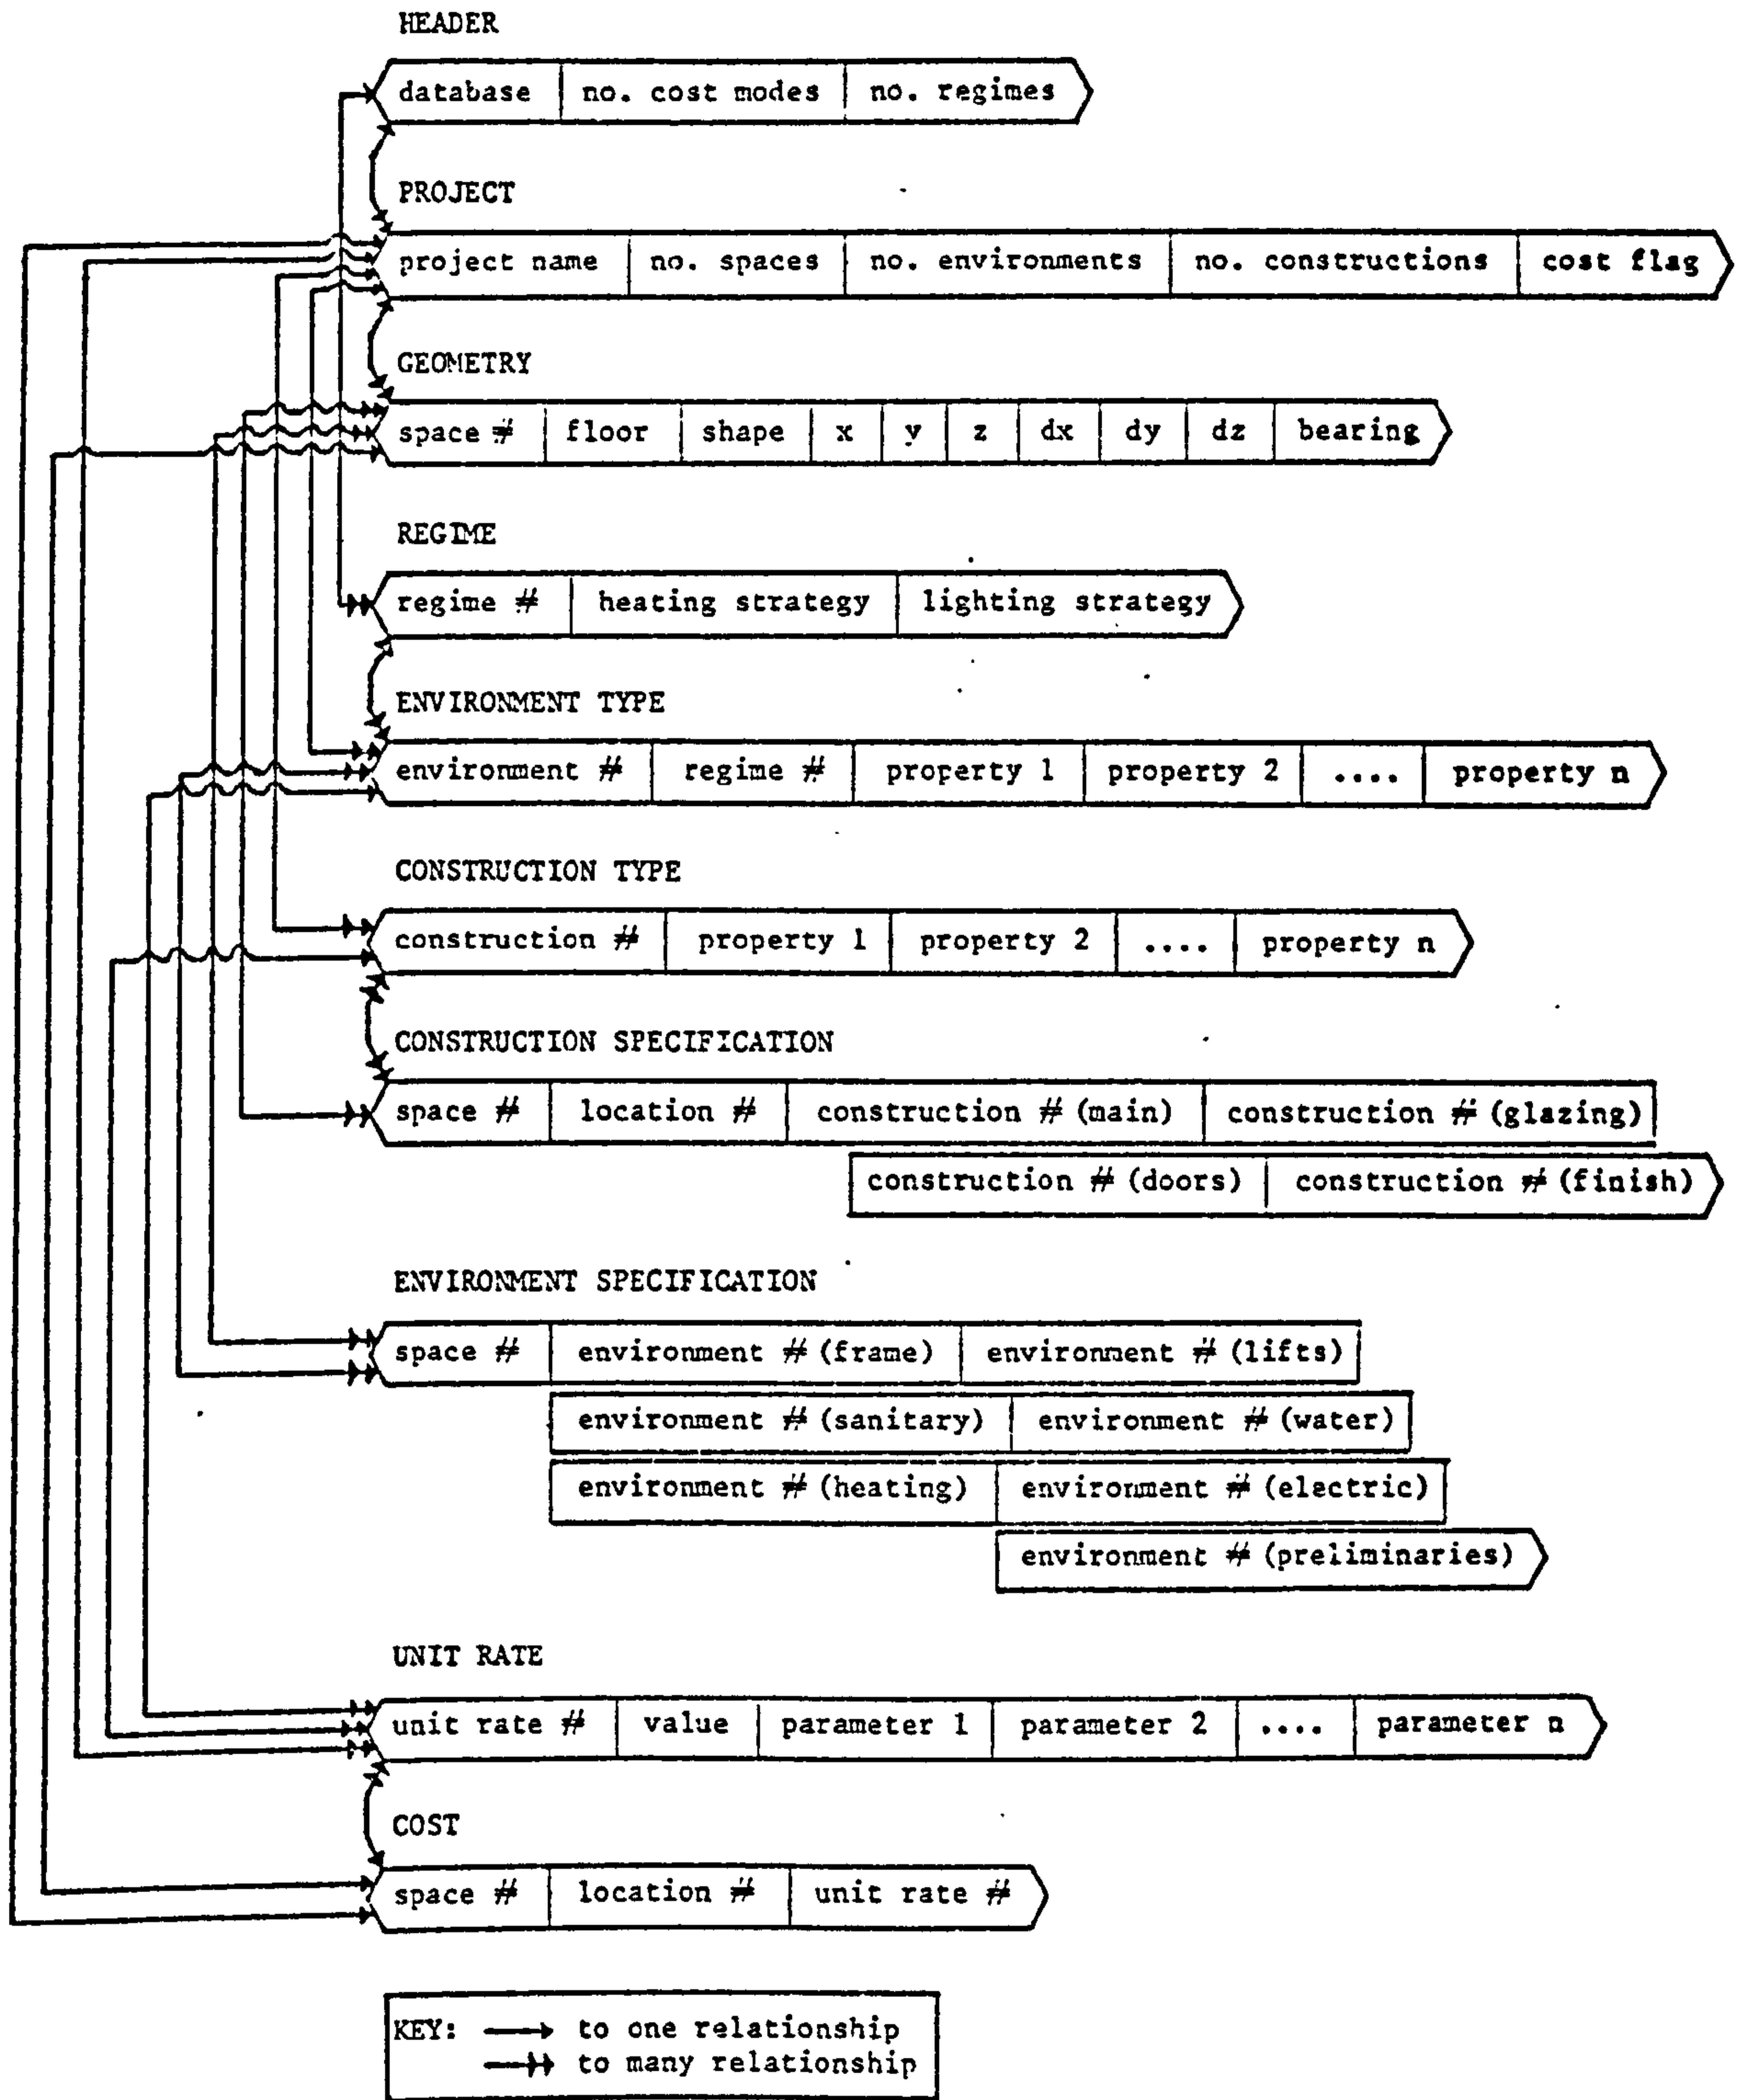 HEADER
database no. cost modes no. regimes
PROJECT
project name no. spaces no. environments no. constructions cost flag
GEOMETRY
space # floor shape x y z dx dy dz bearing
REGIME
regime # heating strategy lighting strategy
ENVIRONMENT TYPE
environment # regime # property 1 property 2 .... property n
CONSTRUCTION TYPE
construction # property 1 property 2 .... property n
CONSTRUCTION SPECIFICATION
space # location # construction # (main) construction # (glazing)
construction # (doors) construction # (finish)
ENVIRONMENT SPECIFICATION
space # environment # (frame) environment # (lifts)
environment # (sanitary) environment # (water)
environment # (heating) environment # (electric)
environment # (preliminaries)
UNIT RATE
unit rate # value parameter 1 parameter 2 .... parameter n
COST
space # location # unit rate #
KEY: to one relationship
to many relationship